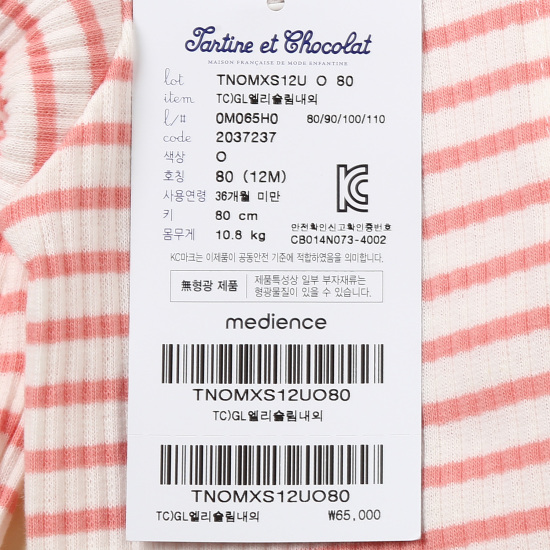 Tartine et Chocolat
MAISON FRANÇAISE DE MODE ENFANTINE
lot TNOMXS12U O 80
item TC)GL엘리슬림내의
l/# 0M065H0 80/90/100/110
code 2037237
색상 O
호칭 80 (12M)
사용연령 36개월 미만
키 80 cm
몸무게 10.8 kg
안전확인신고확인증번호
CB014N073-4002
KC마크는 이제품이 공통안전 기준에 적합하였음을 의미합니다.
無형광 제품
제품특성상 일부 부자재류는
형광물질이 있을 수 있습니다.
medience
TNOMXS12UO80
TC)GL엘리슬림내의
TNOMXS12UO80
TC)GL엘리슬림내의 ₩65,000